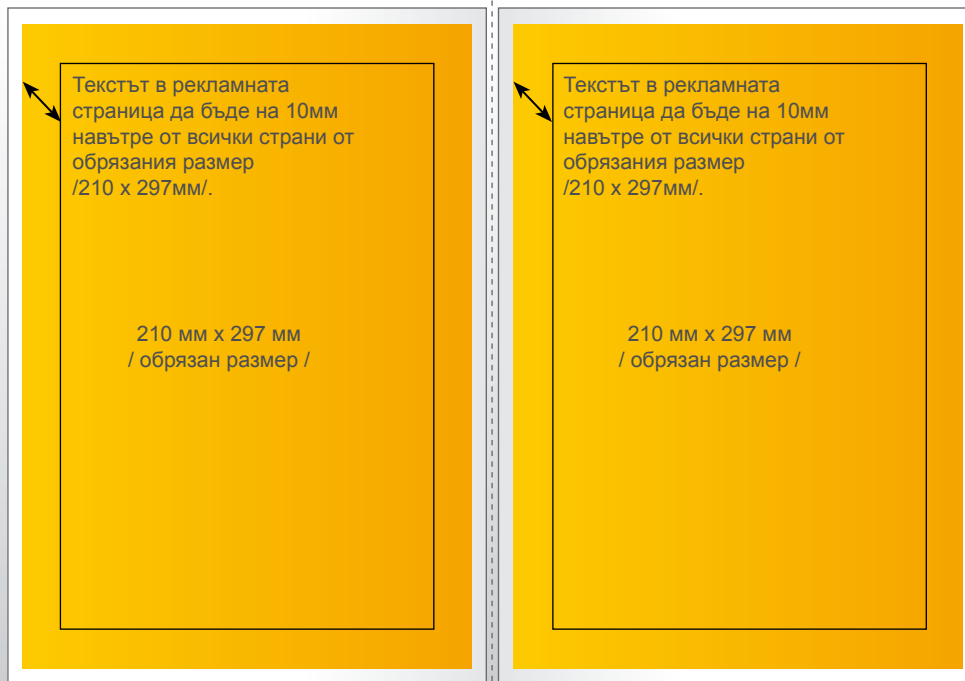 Текстът в рекламната
страница да бъде на 10мм
навътре от всички страни от
обрязания размер
/210 х 297мм/.
210 мм х 297 мм
/ обрязан размер /
Текстът в рекламната
страница да бъде на 10мм
навътре от всички страни от
обрязания размер
/210 х 297мм/.
210 мм х 297 мм
/ обрязан размер /